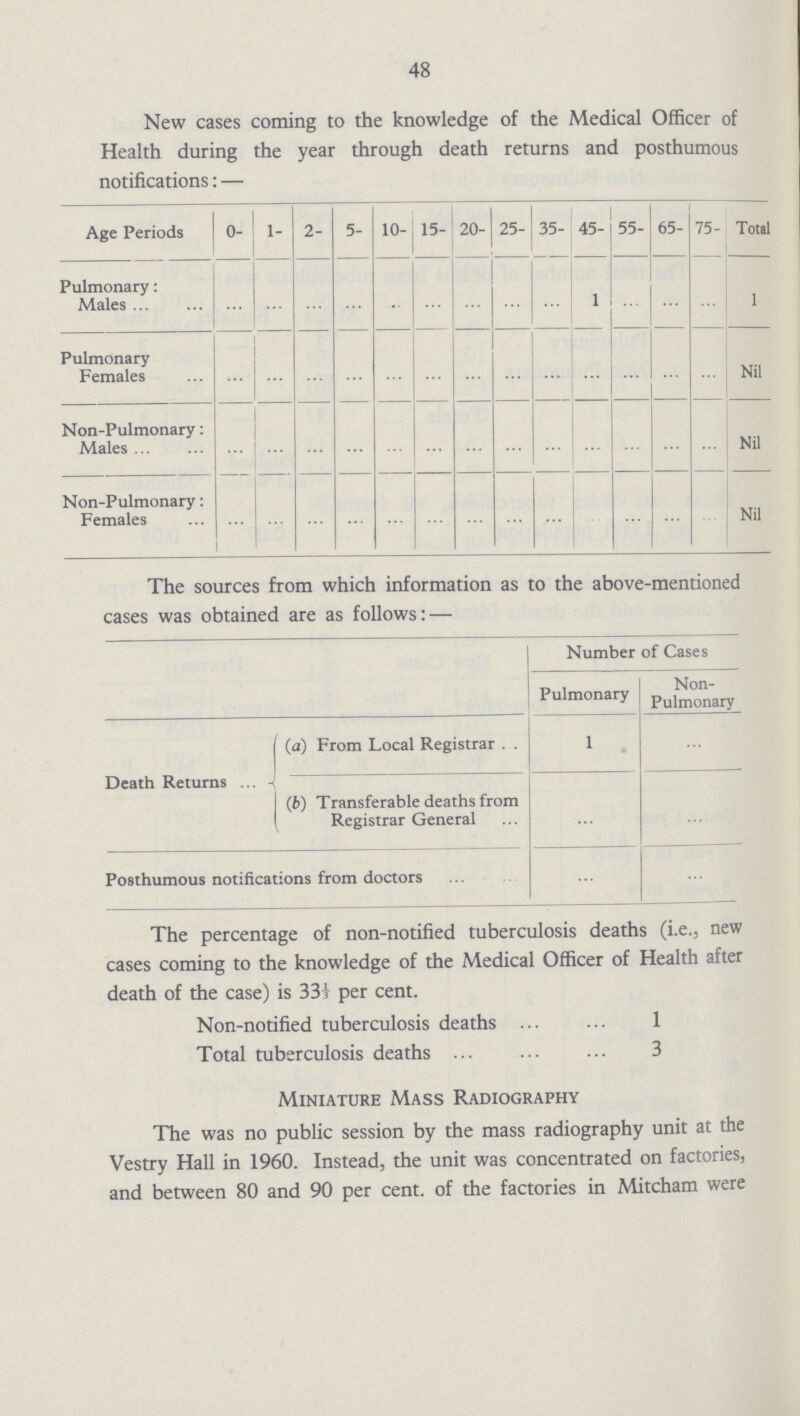 48
New cases coming to the knowledge of the Medical Officer of
Health during the year through death returns and posthumous
notifications: —
Age Periods 0- 1- 2- 5- 10- 15- 20- 25- 35- 45- 55- 65- 75- Total
Pulmonary:
Males ... ... ... ... ... ... ... ... ... ... ... 1 ... ... ... 1
Pulmonary
Females ... ... ... ... ... ... ... ... ... ... ... ... ... ... Nil
Non-Pulmonary:
Males ... ... ... ... ... ... ... ... ... ... ... ... ... ... ... Nil
Non-Pulmonary:
Females ... ... ... ... ... ... ... ... ... ... ... ... ... ... Nil
The sources from which information as to the above-mentioned
cases was obtained are as follows: —
Number of Cases
Pulmonary Non-
Pulmonary
(a) From Local Registrar . . 1 ...
Death Returns ...
(b) Transferable deaths from
Registrar General ... ... ...
Posthumous notifications from doctors ... ... ... ...
The percentage of non-notified tuberculosis deaths (i.e., new
cases coming to the knowledge of the Medical Officer of Health after
death of the case) is 33⅓ per cent.
Non-notified tuberculosis deaths ... ... 1
Total tuberculosis deaths ... ... ... 3
MINIATURE MASS RADIOGRAPHY
The was no public session by the mass radiography unit at the
Vestry Hall in 1960. Instead, the unit was concentrated on factories,
and between 80 and 90 per cent. of the factories in Mitcham were